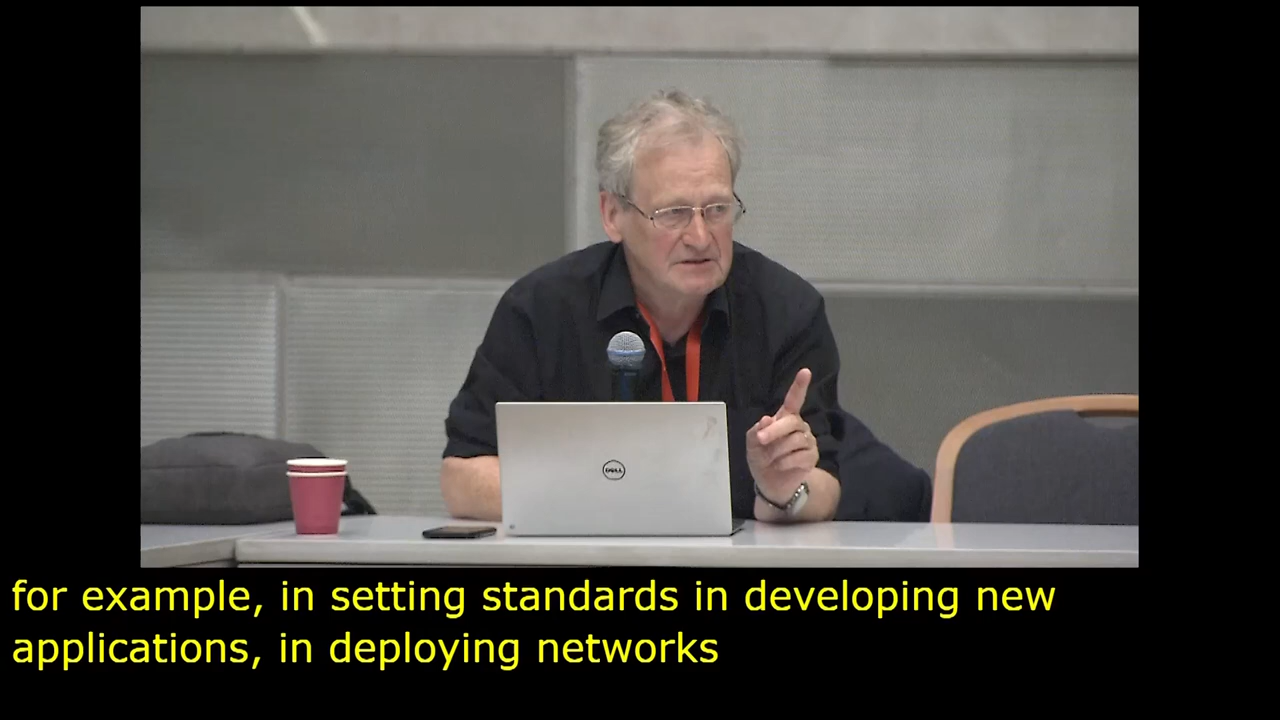 DELL
for example, in setting standards in developing new
applications, in deploying networks